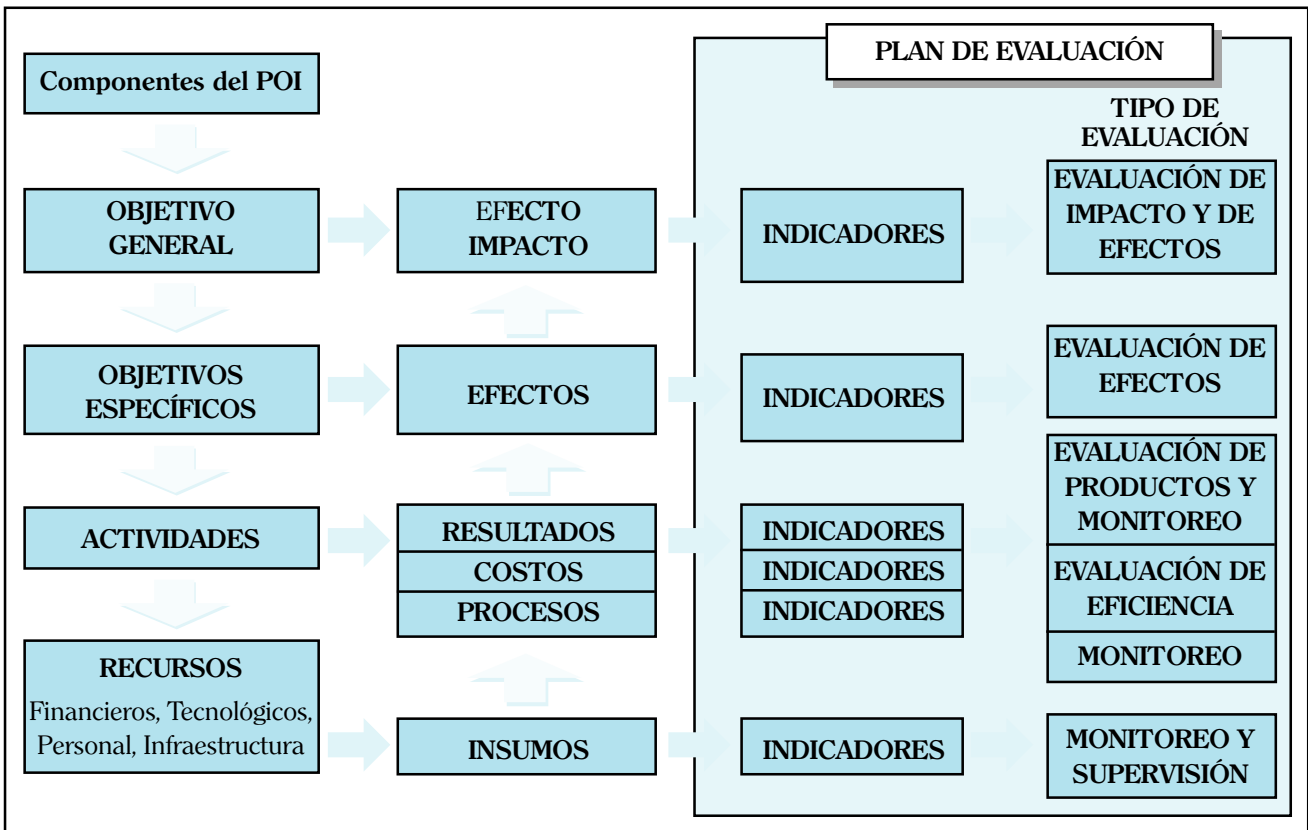 PLAN DE EVALUACIÓN
Componentes del POI
TIPO DE
EVALUACIÓN
OBJETIVO
GENERAL
EFECTO
IMPACTO
INDICADORES
EVALUACIÓN DE
IMPACTO Y DE
EFECTOS
OBJETIVOS
ESPECÍFICOS
EFECTOS
INDICADORES
EVALUACIÓN DE
EFECTOS
ACTIVIDADES
RESULTADOS
COSTOS
PROCESOS
INDICADORES
INDICADORES
INDICADORES
EVALUACIÓN DE
PRODUCTOS Y
MONITOREO
EVALUACIÓN DE
EFICIENCIA
MONITOREO
RECURSOS
Financieros, Tecnológicos,
Personal, Infraestructura
INSUMOS
INDICADORES
MONITOREO Y
SUPERVISIÓN